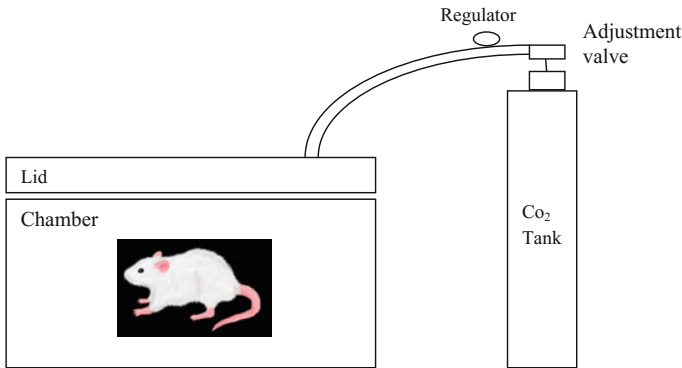 Regulator
Adjustment
valve
Lid
Chamber
Co₂
Tank